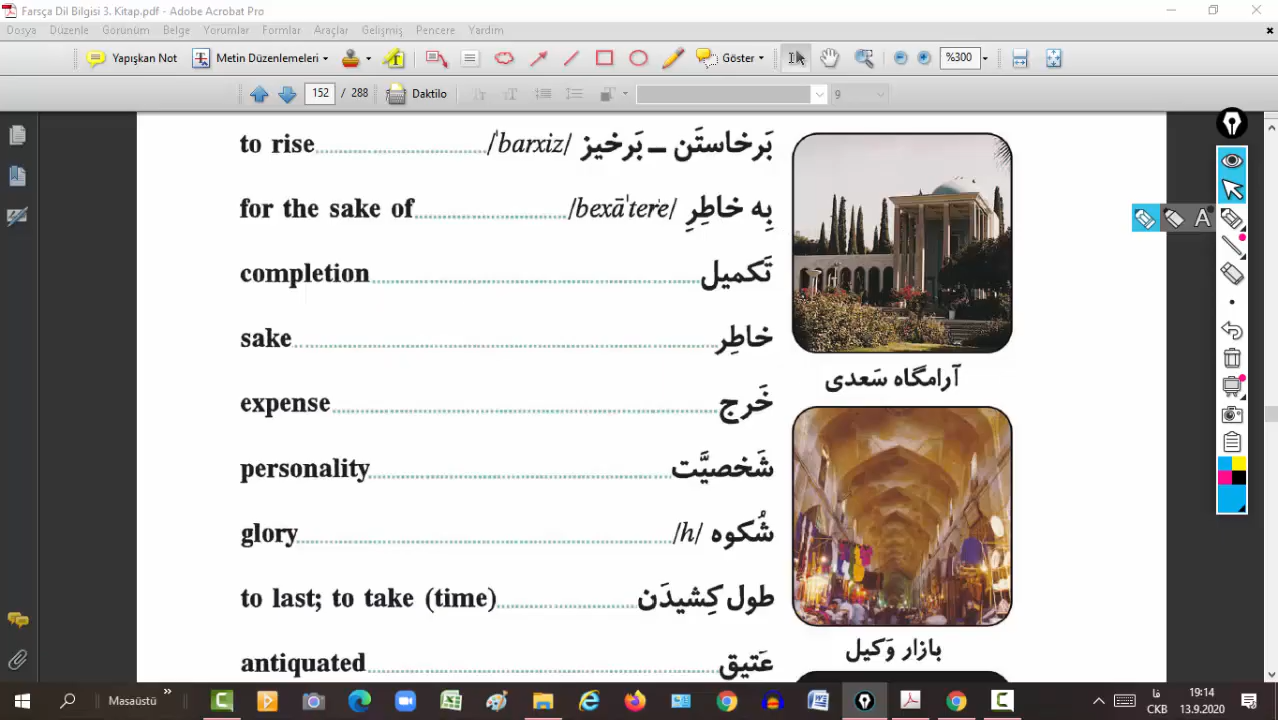 Farsça Dil Bilgisi 3. Kitap.pdf - Adobe Acrobat Pro
Dosya Düzenle Görünüm Belge Yorumlar Formlar Araçlar Gelişmiş Pencere Yardım
Yapışkan Not Metin Düzenlemeleri Göster %300
152 / 288 Daktilo 9
to rise /ˈbarxiz/ بَرخاستَن ــ بَرخیز
for the sake of /bexāˈtere/ بِه خاطِرِ
completion تَکمیل
sake خاطِر
expense خَرج
personality شَخصیَّت
glory /h/ شُکوه
to last; to take (time) طول کِشیدَن
antiquated عَتیق
آرامگاه سَعدی
بازار وَکیل
A
Masaüstü »
فا
19:14
CKB 13.9.2020